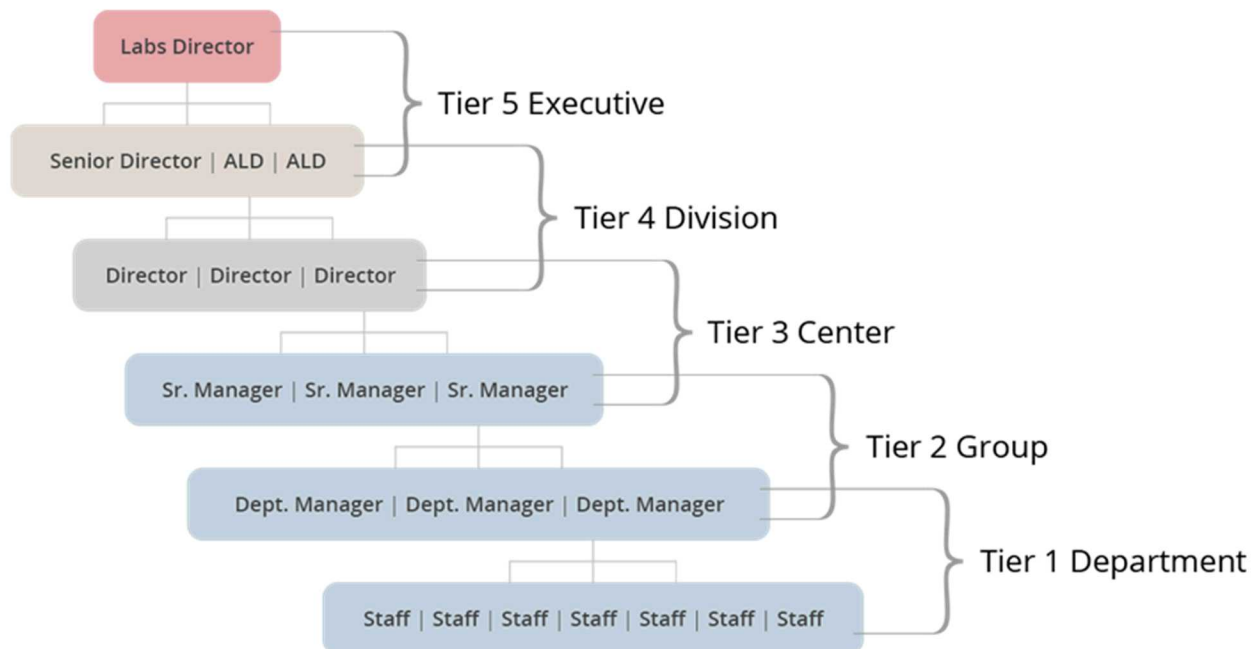 Labs Director
Tier 5 Executive
Senior Director | ALD | ALD
Tier 4 Division
Director | Director | Director
Tier 3 Center
Sr. Manager | Sr. Manager | Sr. Manager
Tier 2 Group
Dept. Manager | Dept. Manager | Dept. Manager
Tier 1 Department
Staff | Staff | Staff | Staff | Staff | Staff | Staff